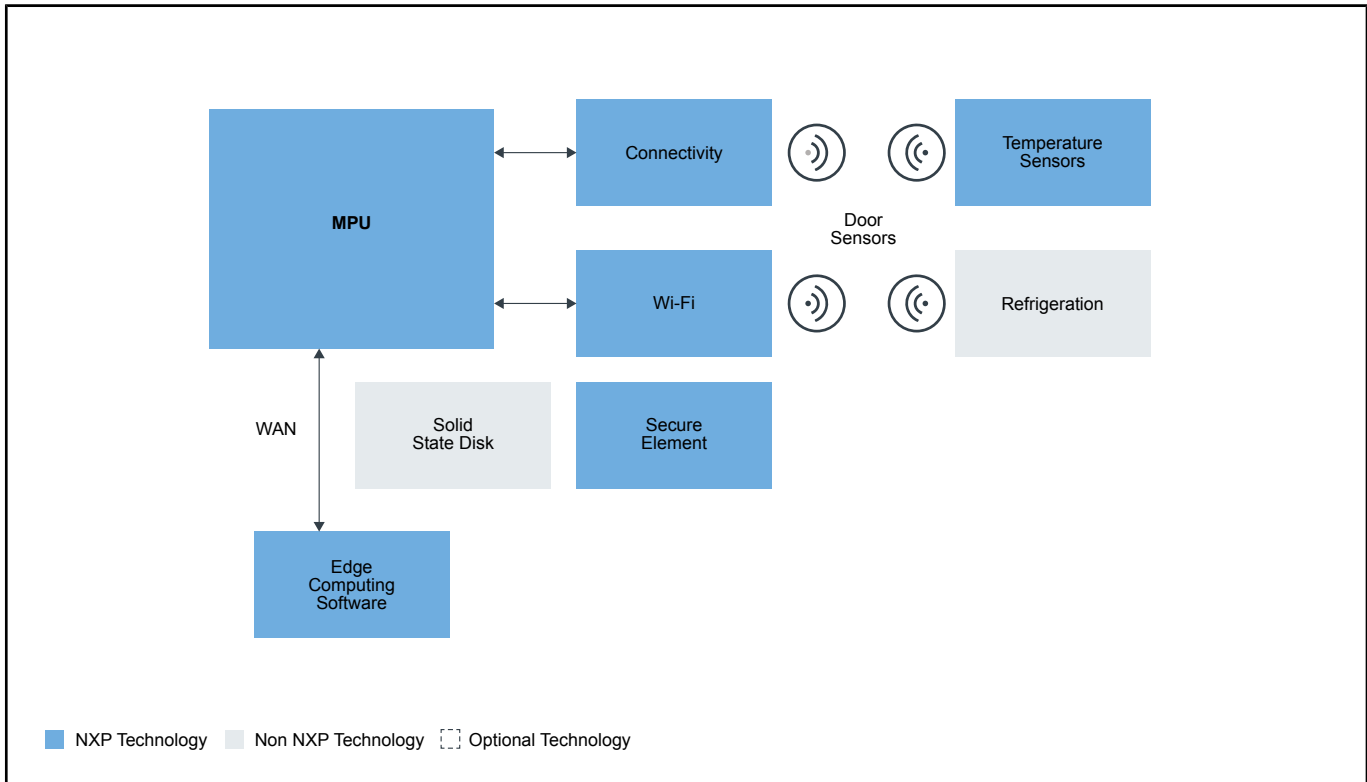 MPU
Connectivity
Temperature
Sensors
Door
Sensors
Wi-Fi
Refrigeration
WAN
Solid
State Disk
Secure
Element
Edge
Computing
Software
NXP Technology
Non NXP Technology
Optional Technology